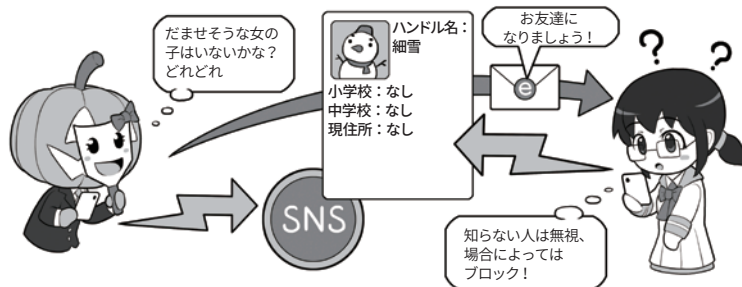 だませそうな女の
子はいないかな？
どれどれ
ハンドル名：
細雪
小学校：なし
中学校：なし
現住所：なし
お友達に
なりましょう！
e
？
？
SNS
知らない人は無視、
場合によっては
ブロック！